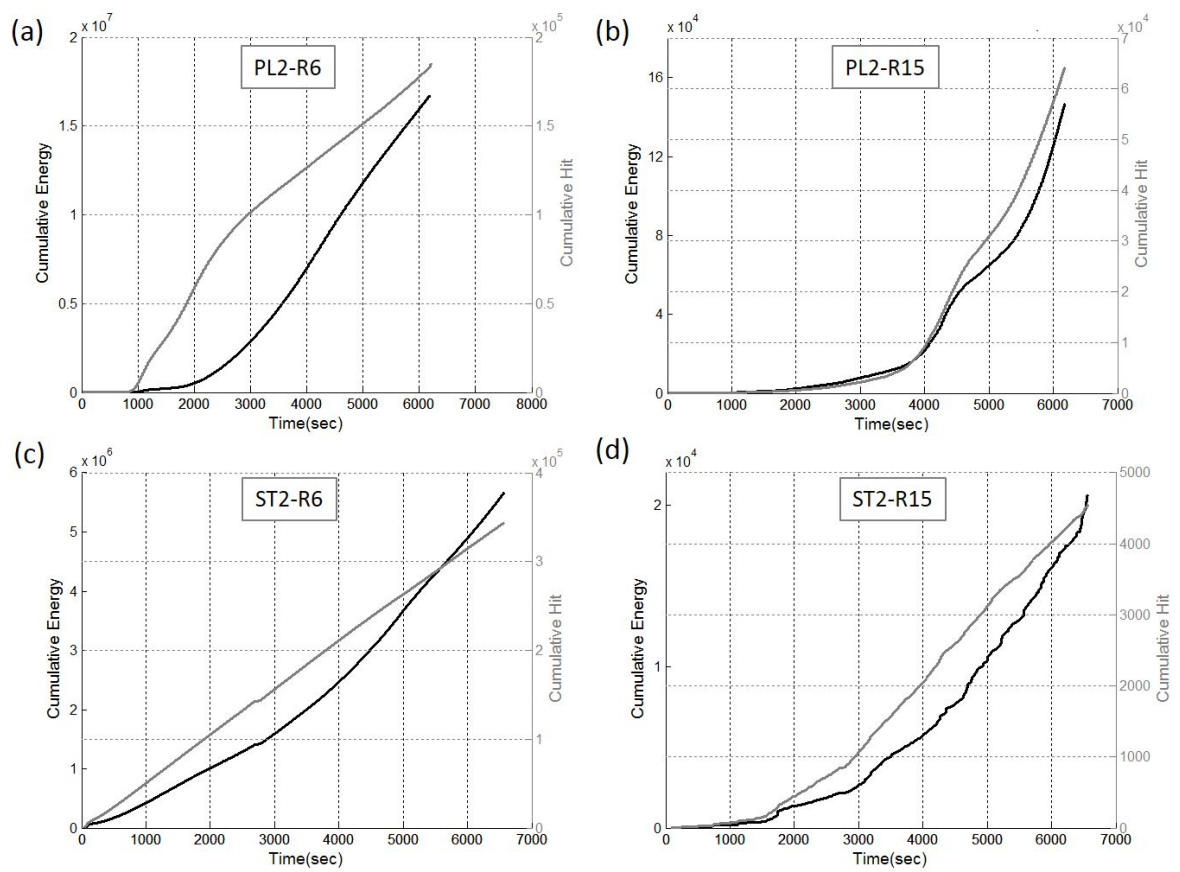 (a)
x 10^7
x 10^5
PL2-R6
2
1.5
1
0.5
0
Cumulative Energy
2
1.5
1
0.5
0
Cumulative Hit
0 1000 2000 3000 4000 5000 6000 7000 8000
Time(sec)
(b)
x 10^4
x 10^4
PL2-R15
16
12
8
4
0
Cumulative Energy
7
6
5
4
3
2
1
0
Cumulative Hit
0 1000 2000 3000 4000 5000 6000 7000
Time(sec)
(c)
x 10^6
x 10^5
ST2-R6
6
5
4
3
2
1
0
Cumulative Energy
4
3
2
1
0
Cumulative Hit
0 1000 2000 3000 4000 5000 6000 7000
Time(sec)
(d)
x 10^4
ST2-R15
2
1
0
Cumulative Energy
5000
4000
3000
2000
1000
0
Cumulative Hit
0 1000 2000 3000 4000 5000 6000 7000
Time(sec)